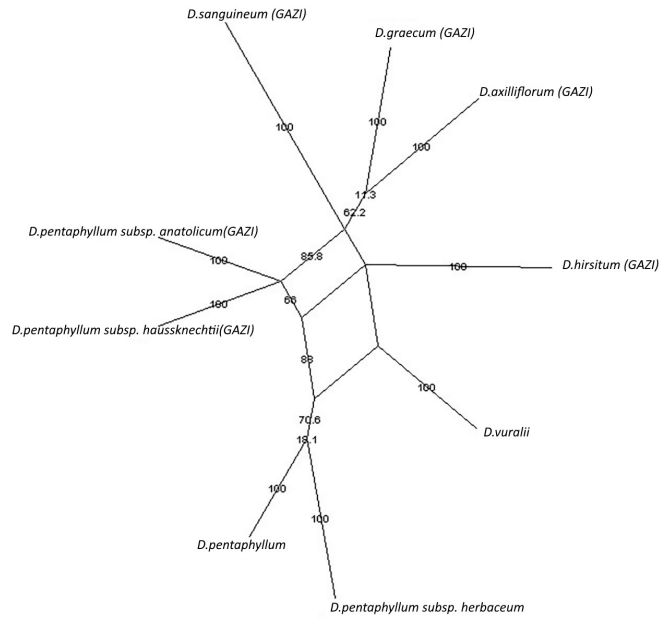 D.sanguineum (GAZI)
D.graecum (GAZI)
D.axilliflorum (GAZI)
100
100
100
11.3
62.2
D.pentaphyllum subsp. anatolicum(GAZI)
85.8
100
D.hirsitum (GAZI)
100
66
100
D.pentaphyllum subsp. haussknechtii(GAZI)
88
100
70.6
D.vuralii
18.1
100
100
D.pentaphyllum
D.pentaphyllum subsp. herbaceum